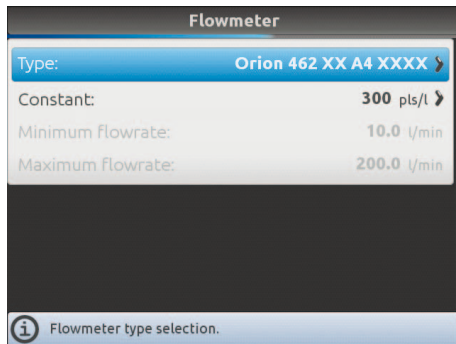 Flowmeter
Type: Orion 462 XX A4 XXXX
Constant: 300 pls/l
Minimum flowrate: 10.0 l/min
Maximum flowrate: 200.0 l/min
Flowmeter type selection.